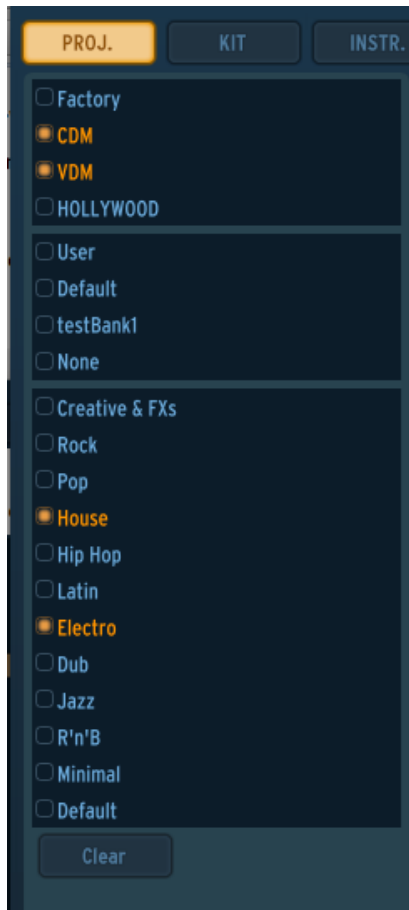 PROJ. KIT INSTR.
Factory
CDM
VDM
HOLLYWOOD
User
Default
testBank1
None
Creative & FXs
Rock
Pop
House
Hip Hop
Latin
Electro
Dub
Jazz
R'n'B
Minimal
Default
Clear